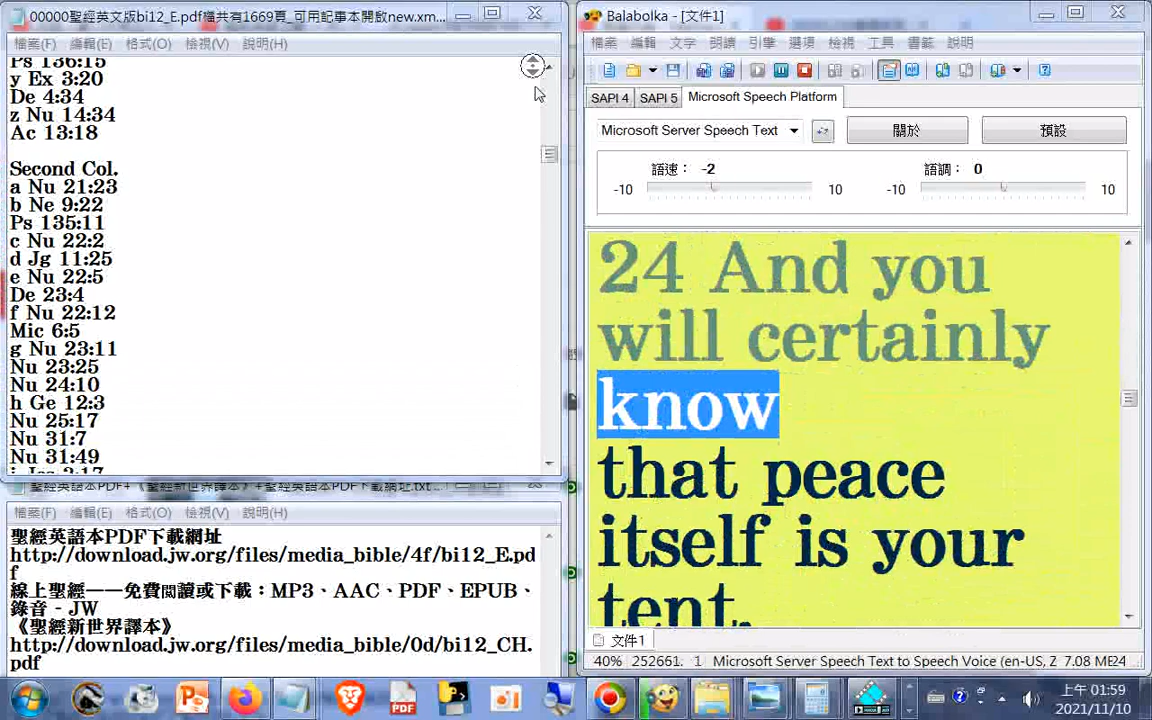 00000聖經英文版bi12_E.pdf檔共有1669頁_可用記事本開啟new.xm...
檔案(F) 編輯(E) 格式(O) 檢視(V) 說明(H)
Ps 136:15
y Ex 3:20
De 4:34
z Nu 14:34
Ac 13:18
Second Col.
a Nu 21:23
b Ne 9:22
Ps 135:11
c Nu 22:2
d Jg 11:25
e Nu 22:5
De 23:4
f Nu 22:12
Mic 6:5
g Nu 23:11
Nu 23:25
Nu 24:10
h Ge 12:3
Nu 25:17
Nu 31:7
Nu 31:49
聖經英語本PDF+《聖經新世界譯本》+聖經英語本PDF下載網址.txt ...
檔案(F) 編輯(E) 格式(O) 檢視(V) 說明(H)
聖經英語本PDF下載網址
http://download.jw.org/files/media_bible/4f/bi12_E.pd
f
線上聖經——免費閱讀或下載：MP3、AAC、PDF、EPUB、
錄音 - JW
《聖經新世界譯本》
http://download.jw.org/files/media_bible/0d/bi12_CH.
pdf
Balabolka - [文件1]
檔案 編輯 文字 朗讀 引擎 選項 檢視 工具 書籤 說明
SAPI 4 SAPI 5 Microsoft Speech Platform
Microsoft Server Speech Text 關於 預設
語速： -2 語調： 0
-10 10 -10 10
24 And you
will certainly
know
that peace
itself is your
tent.
文件1
40% 252661. 1 Microsoft Server Speech Text to Speech Voice (en-US, Z 7.08 ME24
上午 01:59
2021/11/10